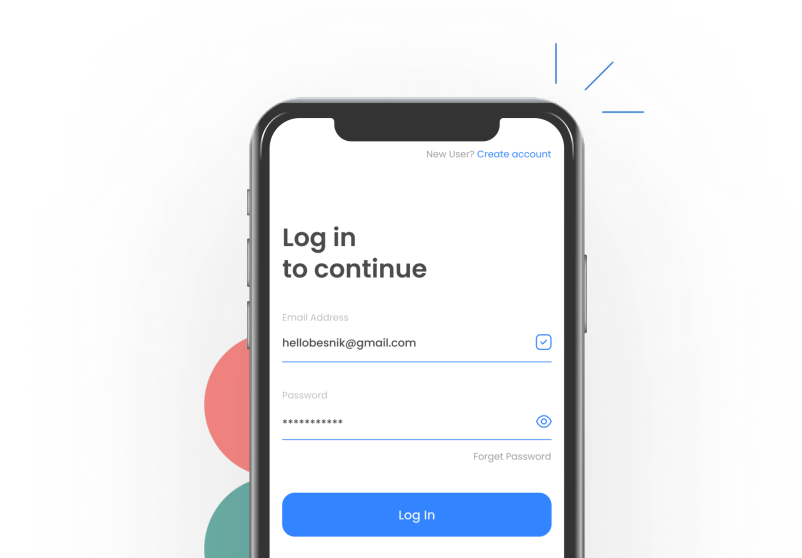 New User? Create account
Log in
to continue
Email Address
hellobesnik@gmail.com
Password
***********
Forget Password
Log In